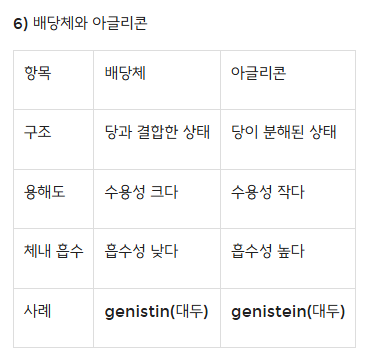 6) 배당체와 아글리콘
항목 배당체 아글리콘
구조 당과 결합한 상태 당이 분해된 상태
용해도 수용성 크다 수용성 작다
체내 흡수 흡수성 낮다 흡수성 높다
사례 genistin(대두) genistein(대두)